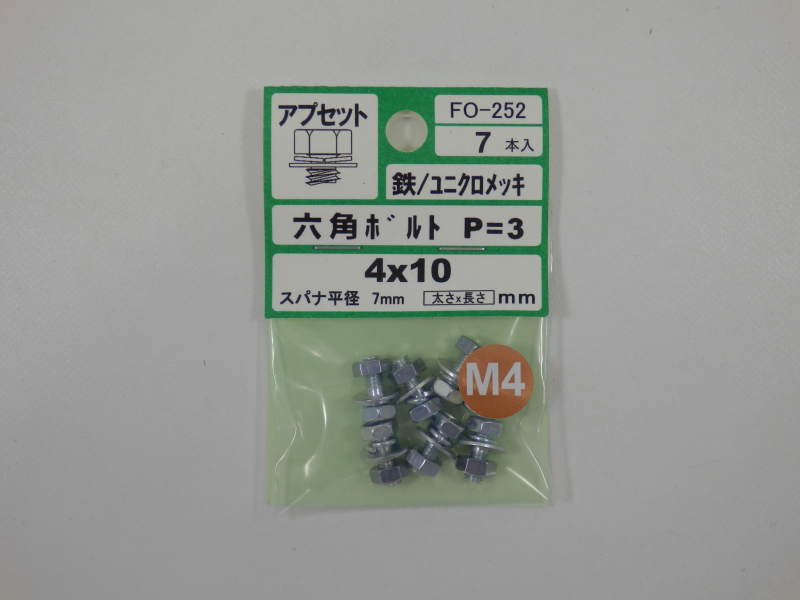 アプセット
FO-252
7 本入
鉄/ユニクロメッキ
六角ボルト P=3
4x10
スパナ平径 7mm 太さx長さ mm
M4